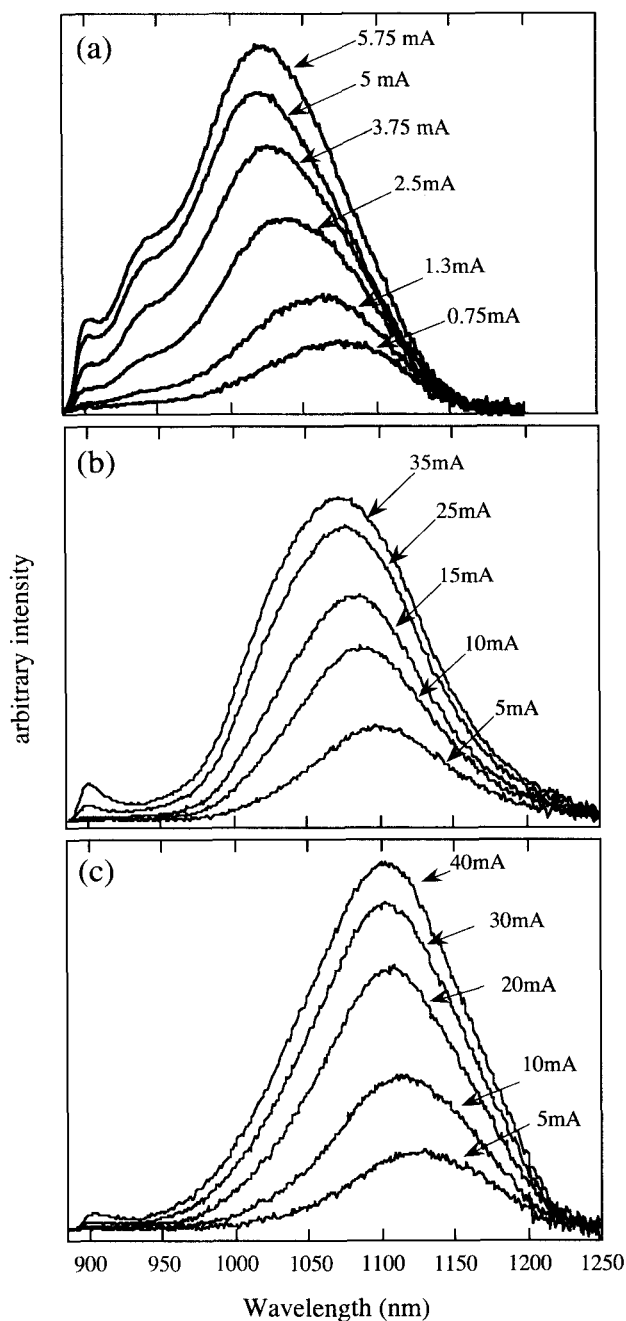 (a)
5.75 mA
5 mA
3.75 mA
2.5mA
1.3mA
0.75mA
(b)
35mA
25mA
15mA
10mA
5mA
arbitrary intensity
(c)
40mA
30mA
20mA
10mA
5mA
900 950 1000 1050 1100 1150 1200 1250
Wavelength (nm)